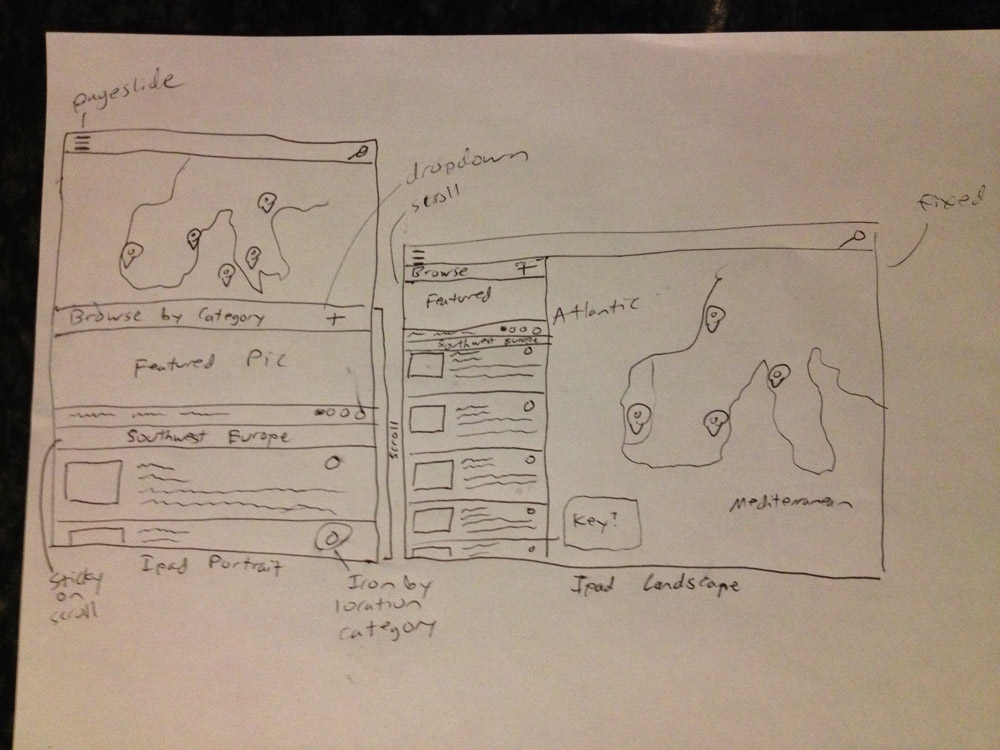 pageslide
dropdown
scroll
fixed
Browse by Category +
Featured Pic
Southwest Europe
scroll
Sticky
on
scroll
Ipad Portrait
Icon by
location
category
Browse +
Featured
Southwest Europe
Atlantic
Mediterranean
Key?
Ipad Landscape